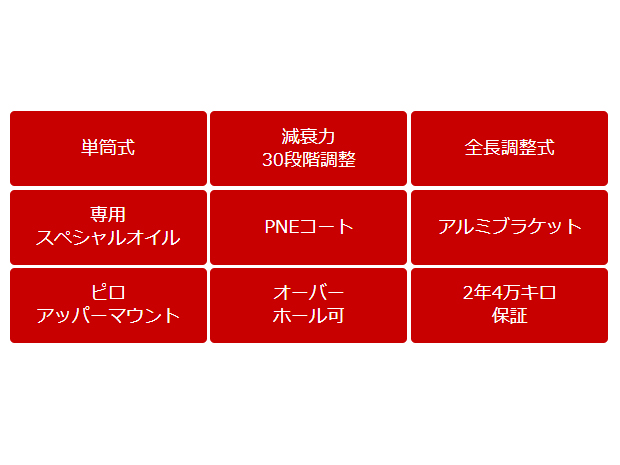 単筒式
減衰力
30段階調整
全長調整式
専用
スペシャルオイル
PNEコート
アルミブラケット
ピロ
アッパーマウント
オーバー
ホール可
2年4万キロ
保証